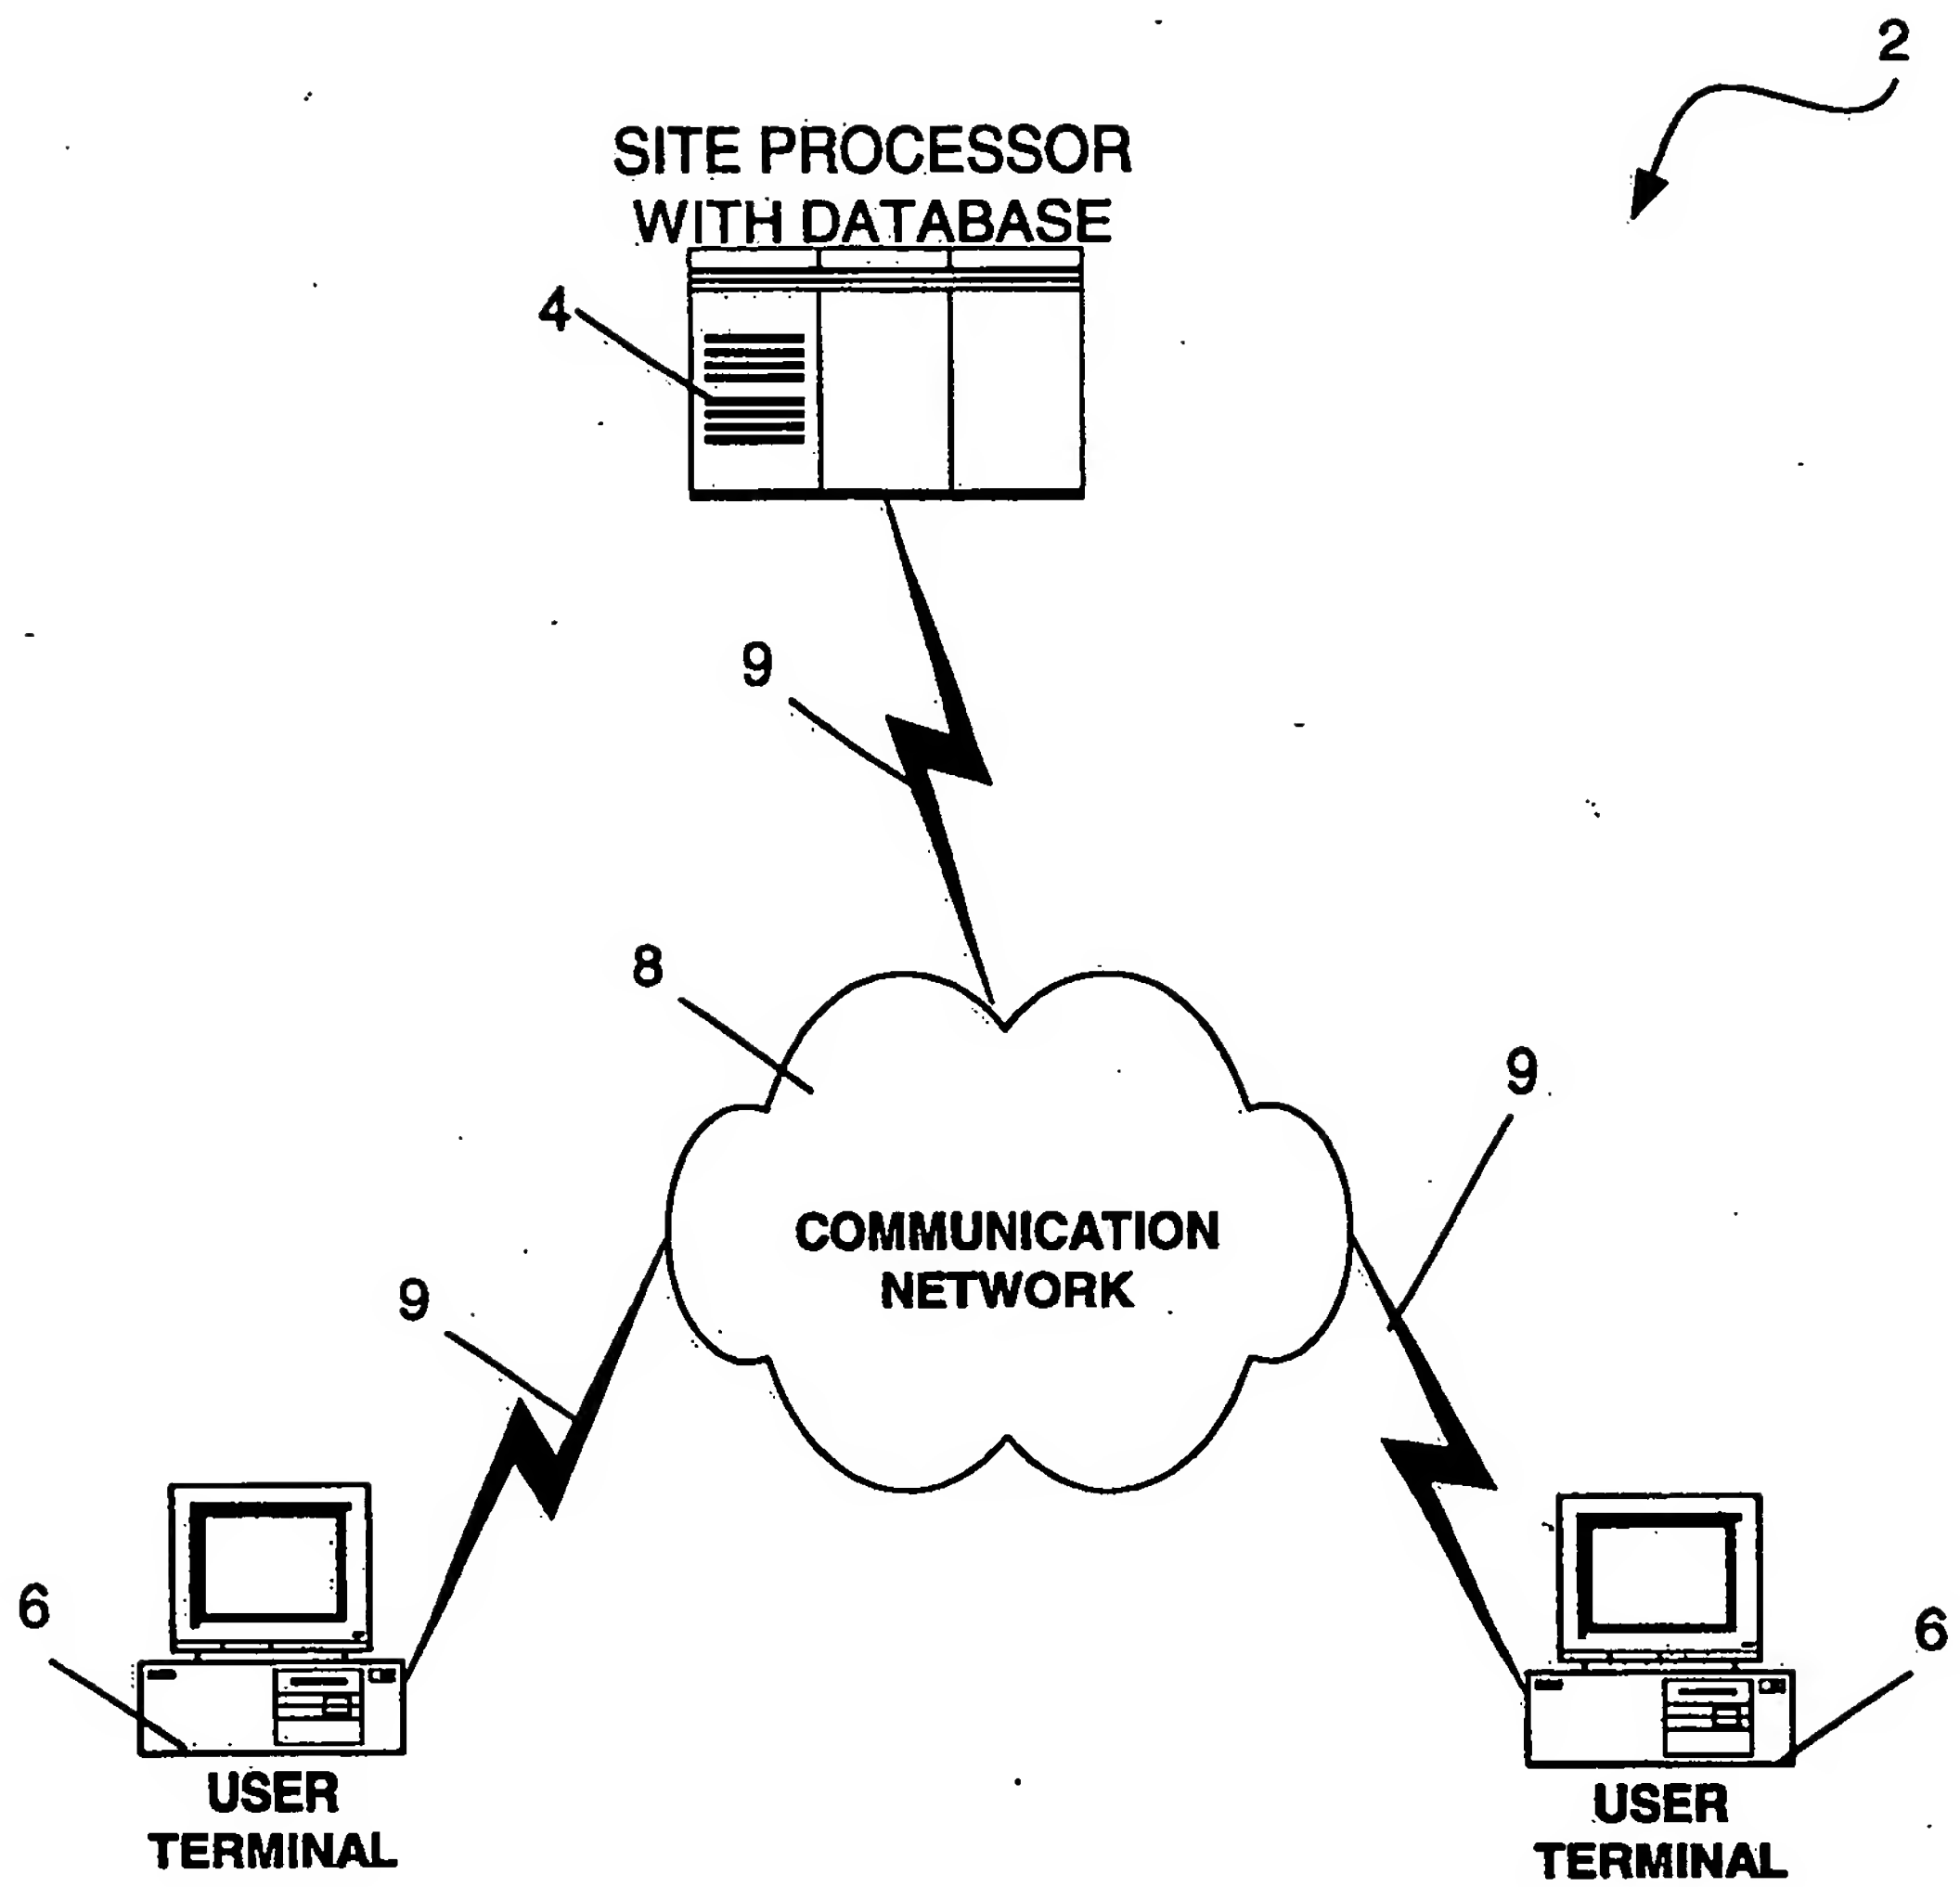 2
SITE PROCESSOR
WITH DATABASE
4
9
8
9
COMMUNICATION
NETWORK
9
6
6
USER
TERMINAL
USER
TERMINAL